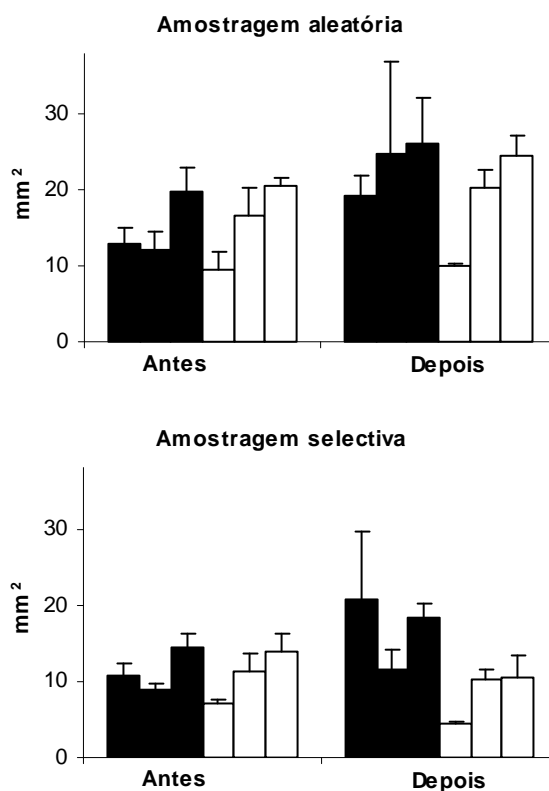 Amostragem aleatória
30
20
10
0
mm²
Antes Depois
Amostragem selectiva
30
20
10
0
mm²
Antes Depois